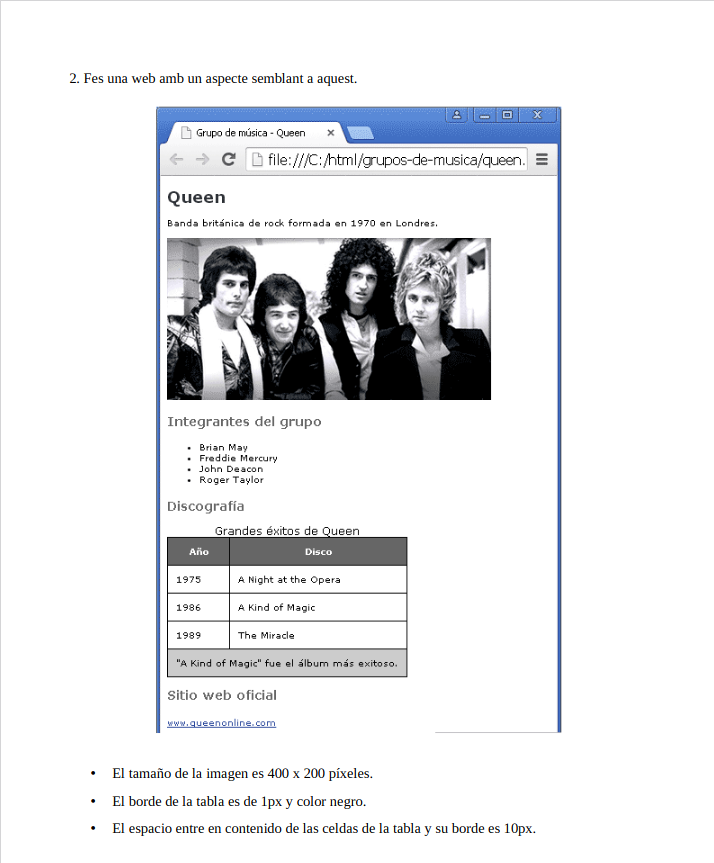 2. Fes una web amb un aspecte semblant a aquest.
Grupo de música - Queen
file:///C:/html/grupos-de-musica/queen.
Queen
Banda británica de rock formada en 1970 en Londres.
Integrantes del grupo
• Brian May
• Freddie Mercury
• John Deacon
• Roger Taylor
Discografía
Grandes éxitos de Queen
Año Disco
1975 A Night at the Opera
1986 A Kind of Magic
1989 The Miracle
"A Kind of Magic" fue el álbum más exitoso.
Sitio web oficial
www.queenonline.com
• El tamaño de la imagen es 400 x 200 píxeles.
• El borde de la tabla es de 1px y color negro.
• El espacio entre en contenido de las celdas de la tabla y su borde es 10px.